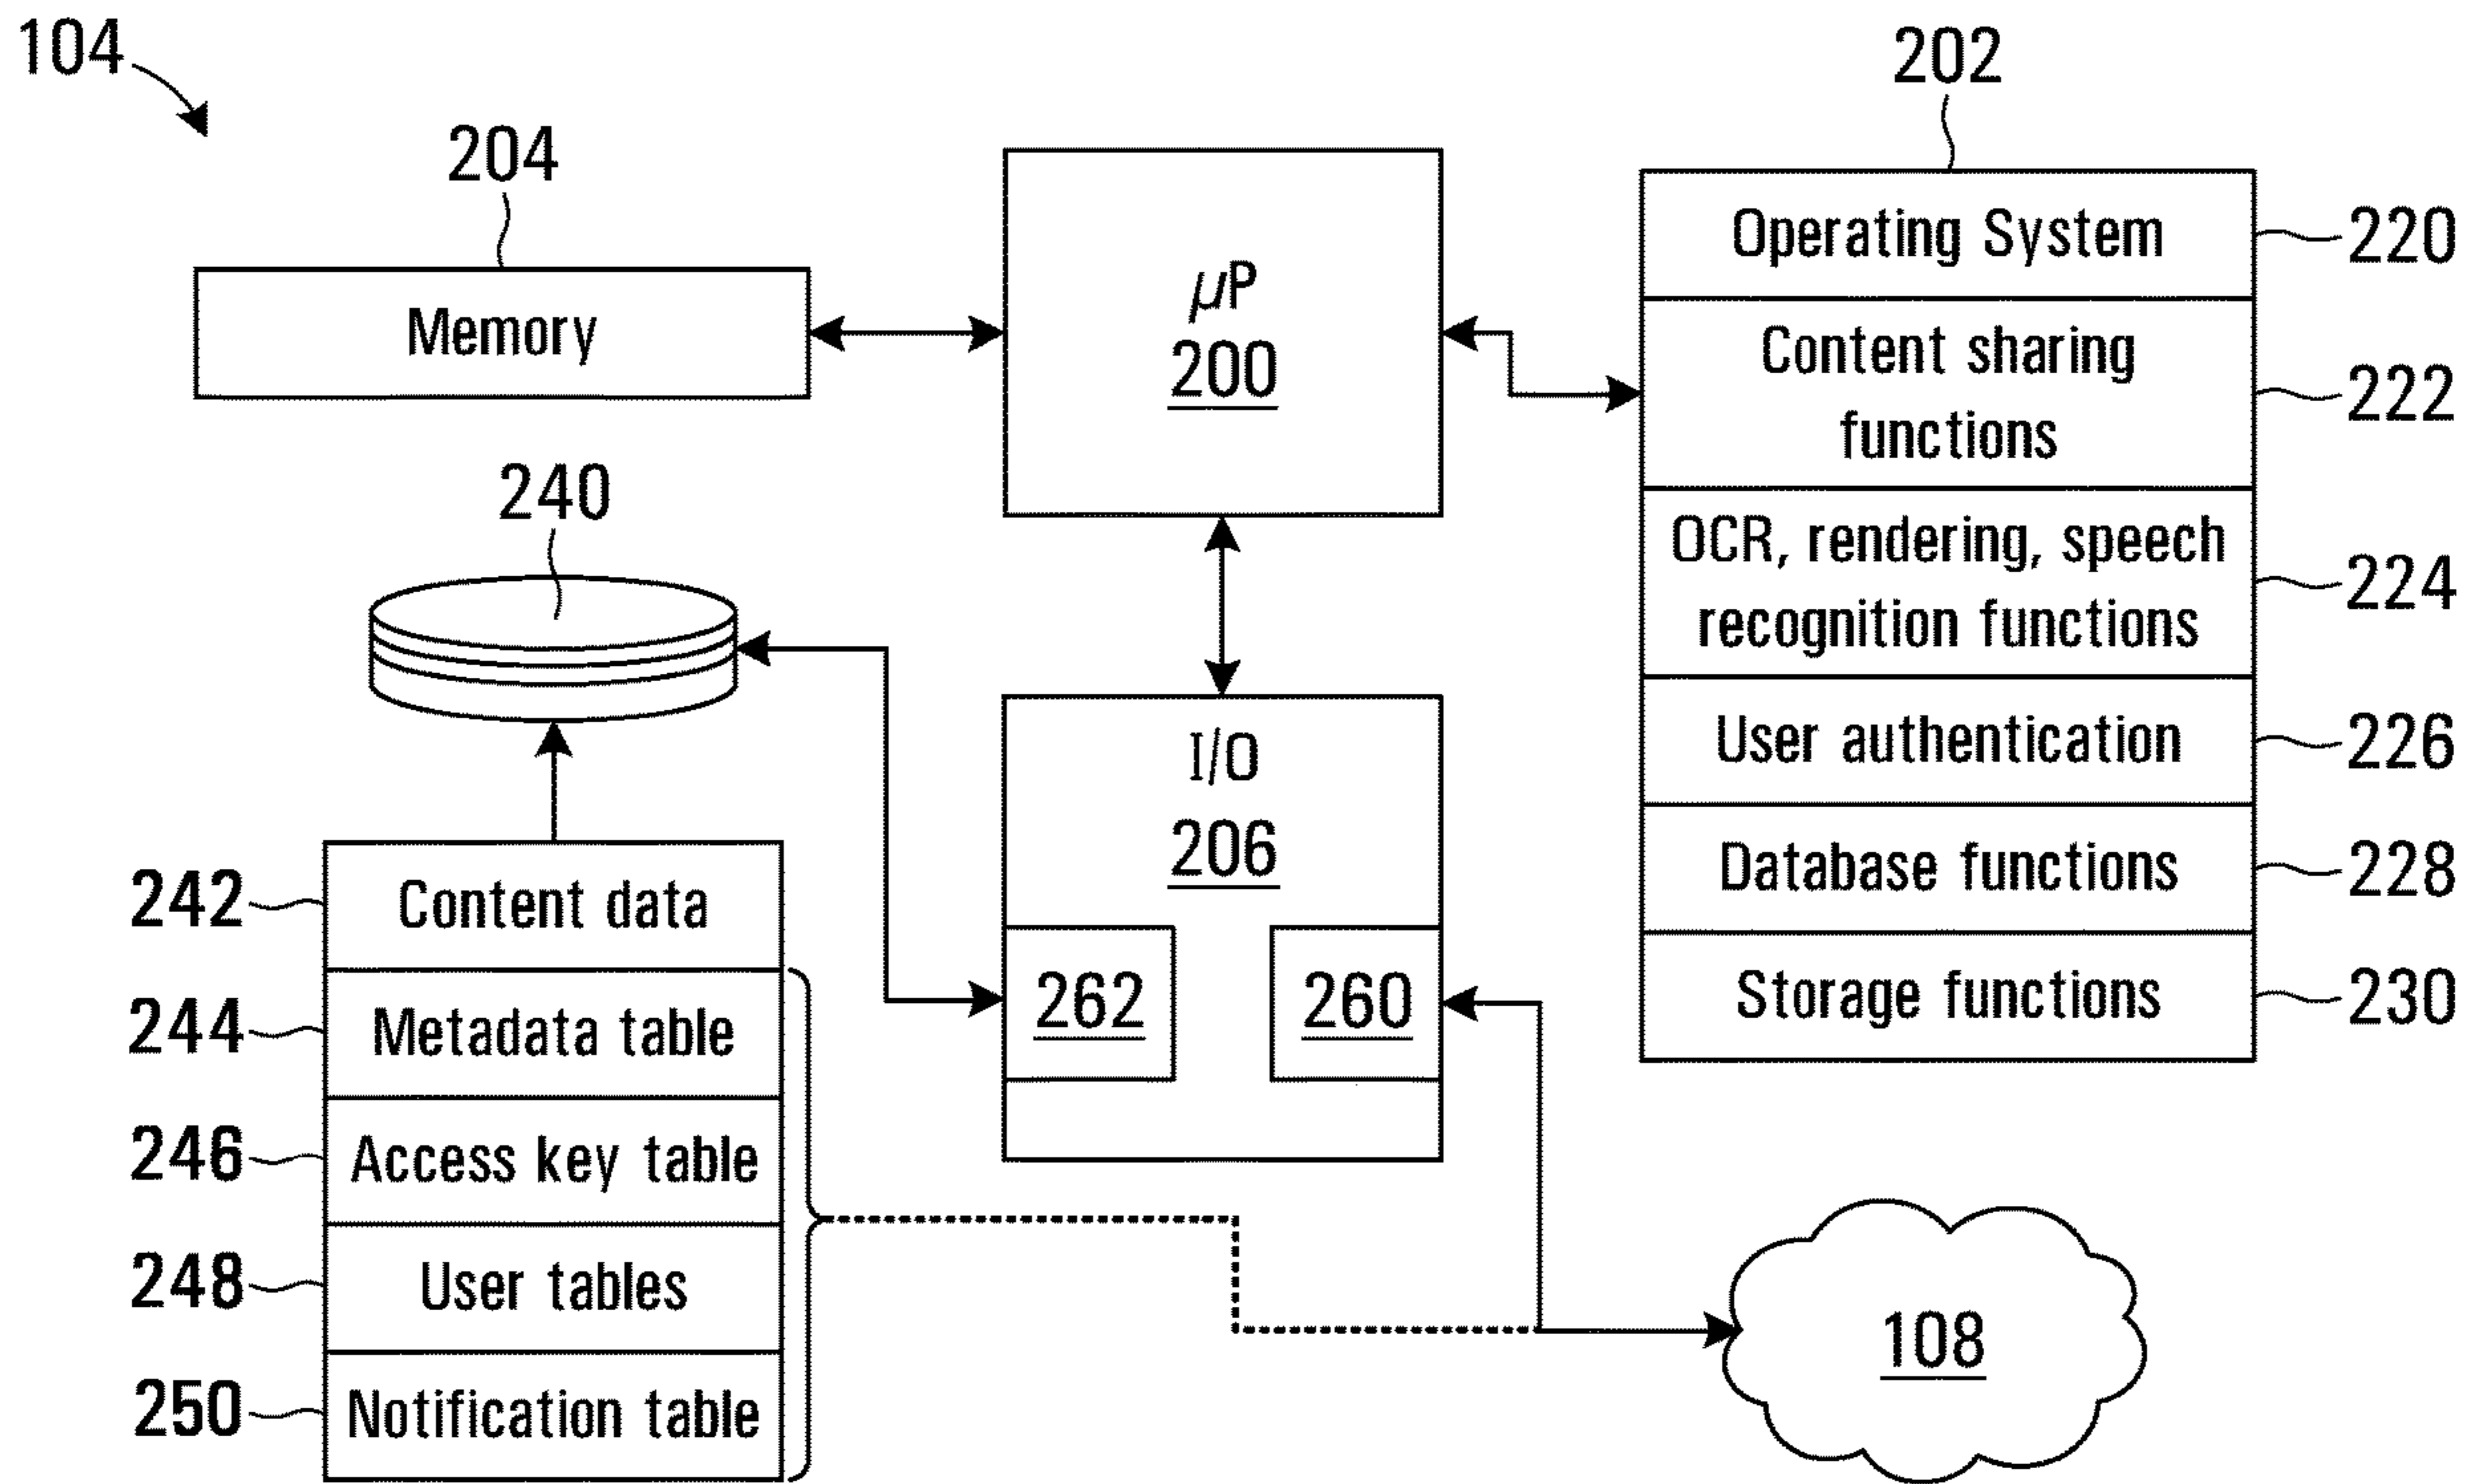 104
202
204
Operating System
220
μP
200
Memory
Content sharing
functions
222
240
OCR, rendering, speech
recognition functions
224
User authentication
226
I/O
206
Database functions
228
242
Content data
262
260
Storage functions
230
244
Metadata table
246
Access key table
248
User tables
108
250
Notification table